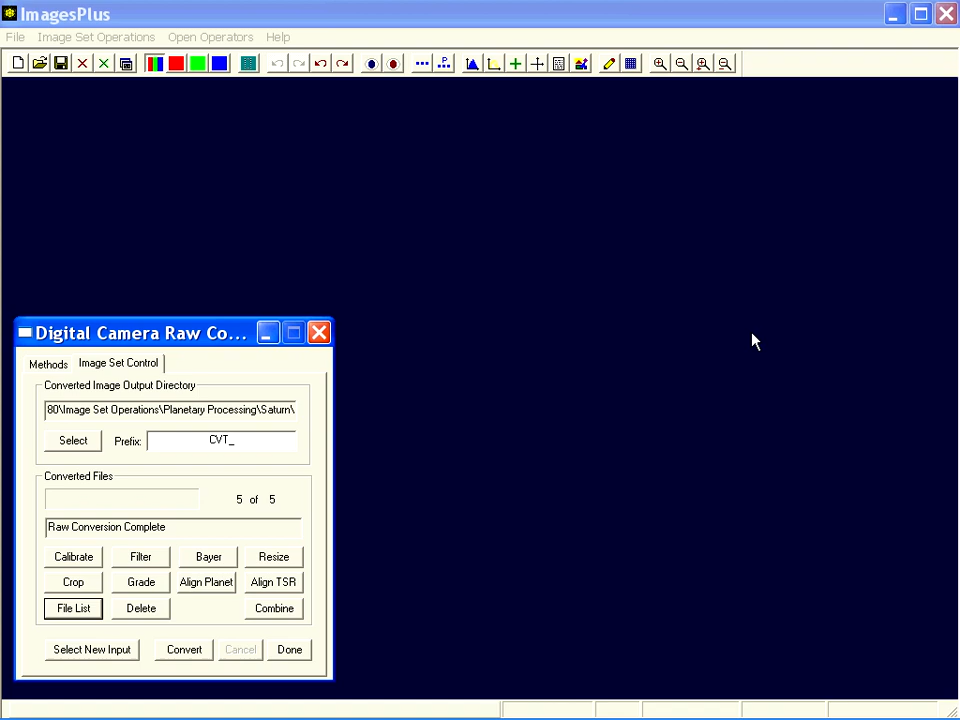 ImagesPlus
File Image Set Operations Open Operators Help
P
Digital Camera Raw Co...
Methods Image Set Control
Converted Image Output Directory
80\Image Set Operations\Planetary Processing\Saturn\
Select Prefix: CVT_
Converted Files
5 of 5
Raw Conversion Complete
Calibrate Filter Bayer Resize
Crop Grade Align Planet Align TSR
File List Delete Combine
Select New Input Convert Cancel Done